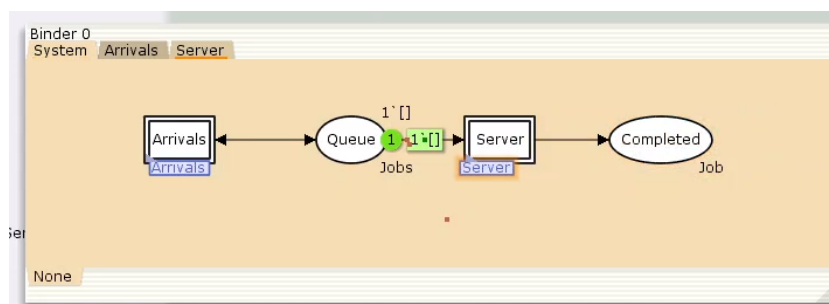 Binder 0
System Arrivals Server
1`[]
Arrivals Queue 1 1`[] Server Completed
Arrivals Jobs Server Job
None